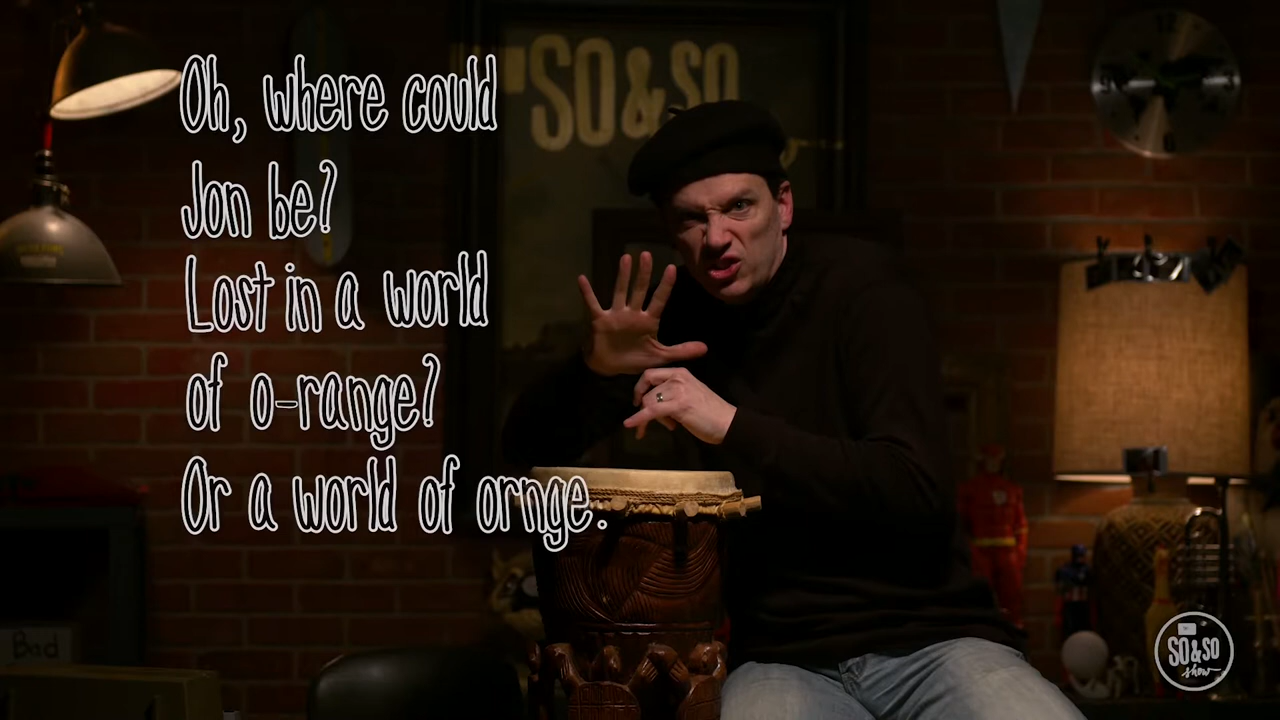 SO & SO
Oh, where could
Jon be?
Lost in a world
of o-range?
Or a world of ornge.
Bad
SO & SO
show